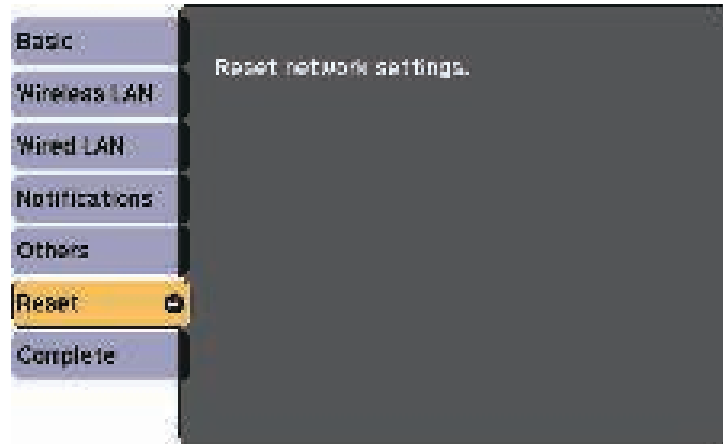 Basic
Reset network settings.
Wireless LAN
Wired LAN
Notifications
Others
Reset
Complete